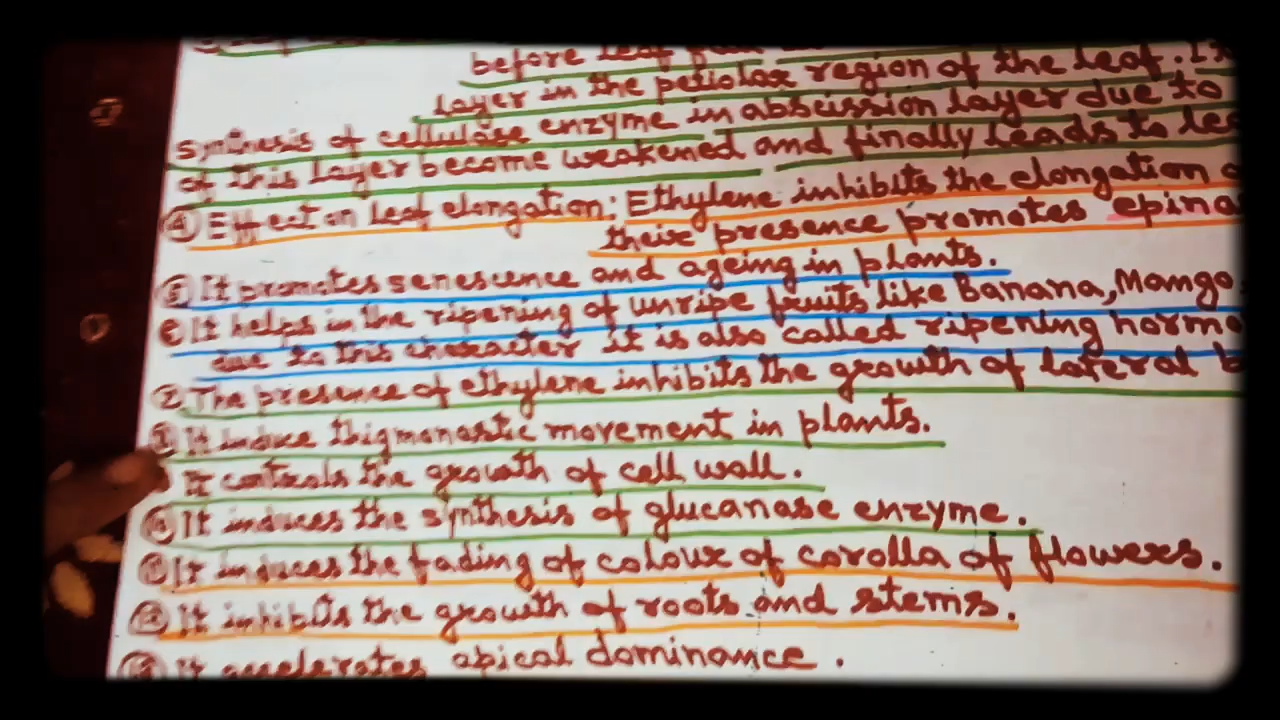 before leaf
layer in the petiolar region of the leaf. It
synthesis of cellulase enzyme in abscission layer due to
of this layer become weakened and finally leads to
④ Effect on leaf elongation: Ethylene inhibits the elongation
their presence promotes epina
⑤ It promotes senescence and ageing in plants.
It helps in the ripening of unripe fruits like Banana, Mango
due to this character it is also called ripening hormo
⑦ The presence of ethylene inhibits the growth of lateral b
It induce thigmonastic movement in plants.
It controls the growth of cell wall.
It induces the synthesis of glucanase enzyme.
It induces the fading of colour of corolla of flowers.
⑫ It inhibits the growth of roots and stems.
It accelerates apical dominance.